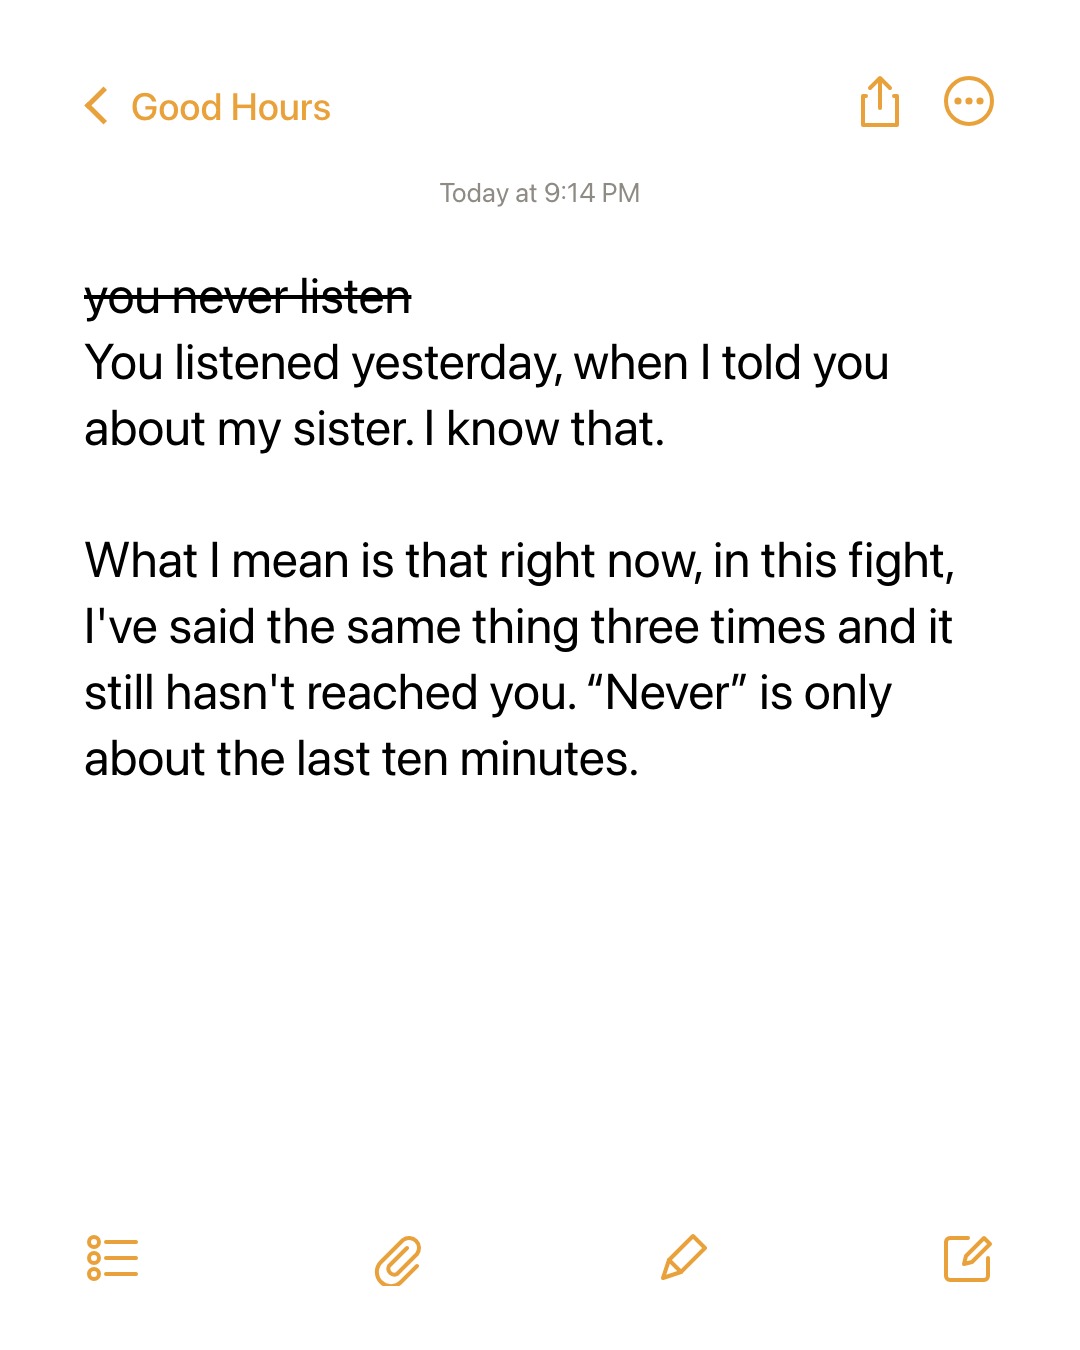 Good Hours
Today at 9:14 PM
you never listen
You listened yesterday, when I told you
about my sister. I know that.
What I mean is that right now, in this fight,
I've said the same thing three times and it
still hasn't reached you. “Never” is only
about the last ten minutes.